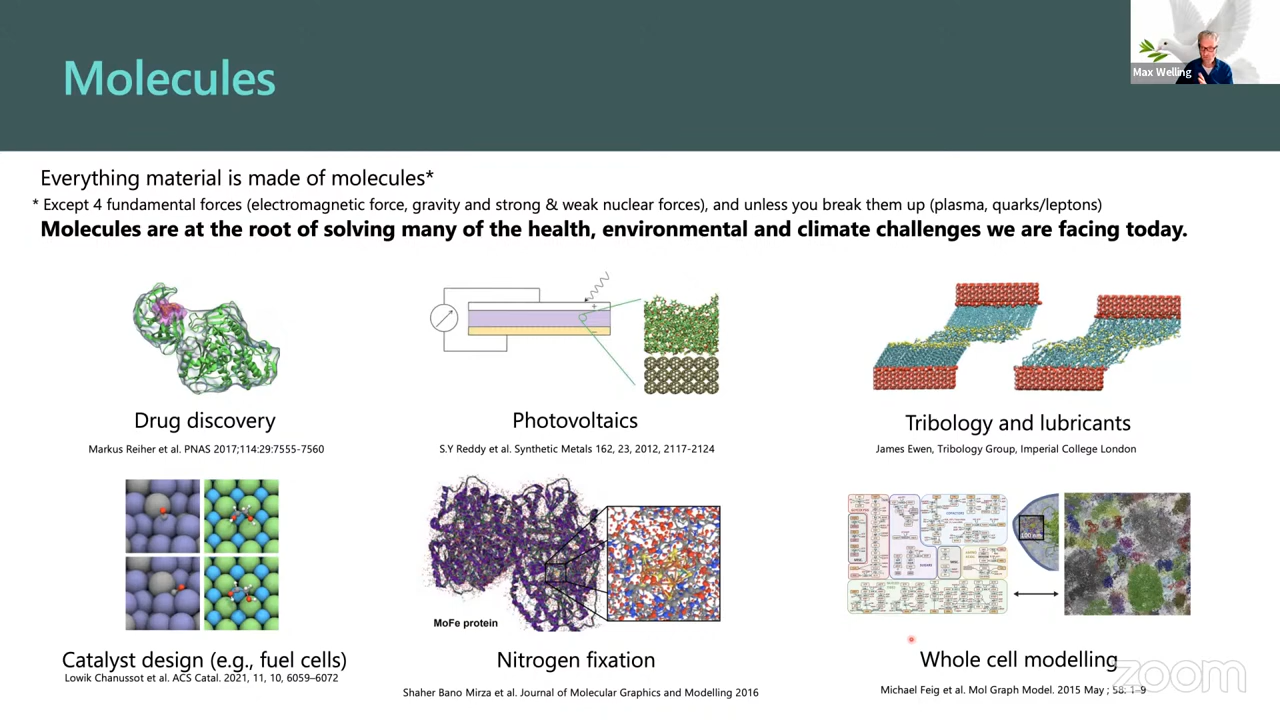 Molecules
Max Welling
Everything material is made of molecules*
* Except 4 fundamental forces (electromagnetic force, gravity and strong & weak nuclear forces), and unless you break them up (plasma, quarks/leptons)
Molecules are at the root of solving many of the health, environmental and climate challenges we are facing today.
Drug discovery
Markus Reiher et al. PNAS 2017;114:29:7555-7560
Photovoltaics
S.Y Reddy et al. Synthetic Metals 162, 23, 2012, 2117-2124
Tribology and lubricants
James Ewen, Tribology Group, Imperial College London
MoFe protein
100 nm
Catalyst design (e.g., fuel cells)
Lowik Chanussot et al. ACS Catal. 2021, 11, 10, 6059–6072
Nitrogen fixation
Shaher Bano Mirza et al. Journal of Molecular Graphics and Modelling 2016
Whole cell modelling
Michael Feig et al. Mol Graph Model. 2015 May ; 58: 1–9
zoom